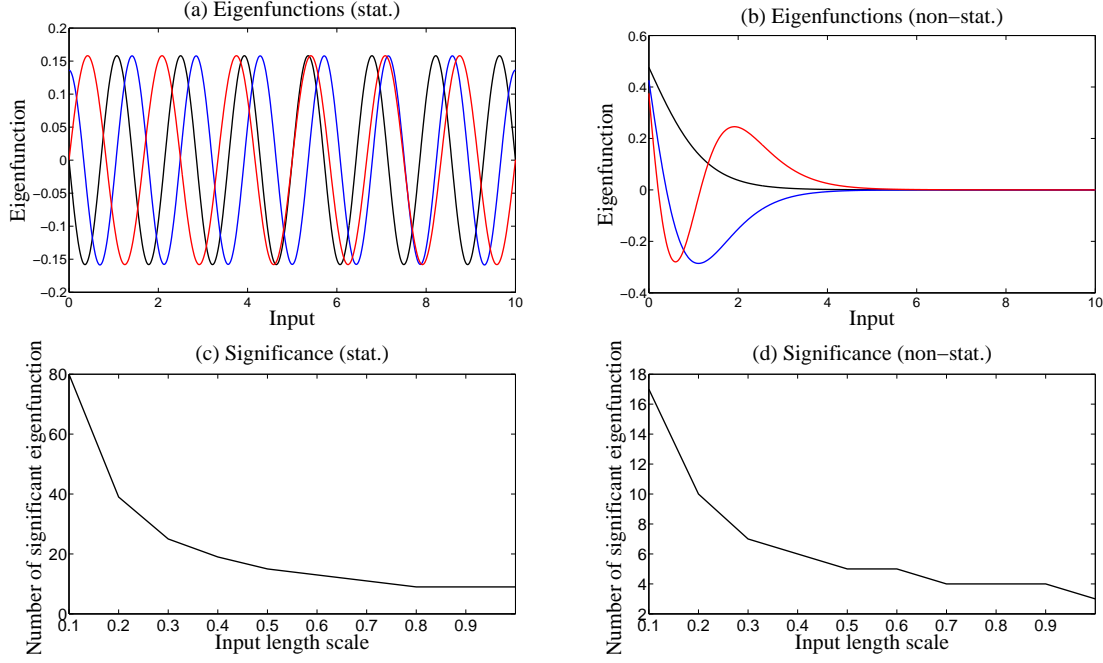 (a) Eigenfunctions (stat.)
0.2
0.15
0.1
0.05
0
−0.05
−0.1
−0.15
−0.2
Eigenfunction
0 2 4 6 8 10
Input
(b) Eigenfunctions (non−stat.)
0.6
0.4
0.2
0
−0.2
−0.4
Eigenfunction
0 2 4 6 8 10
Input
(c) Significance (stat.)
80
60
40
20
0
Number of significant eigenfunction
0.1 0.2 0.3 0.4 0.5 0.6 0.7 0.8 0.9
Input length scale
(d) Significance (non−stat.)
18
16
14
12
10
8
6
4
2
Number of significant eigenfunction
0.1 0.2 0.3 0.4 0.5 0.6 0.7 0.8 0.9
Input length scale